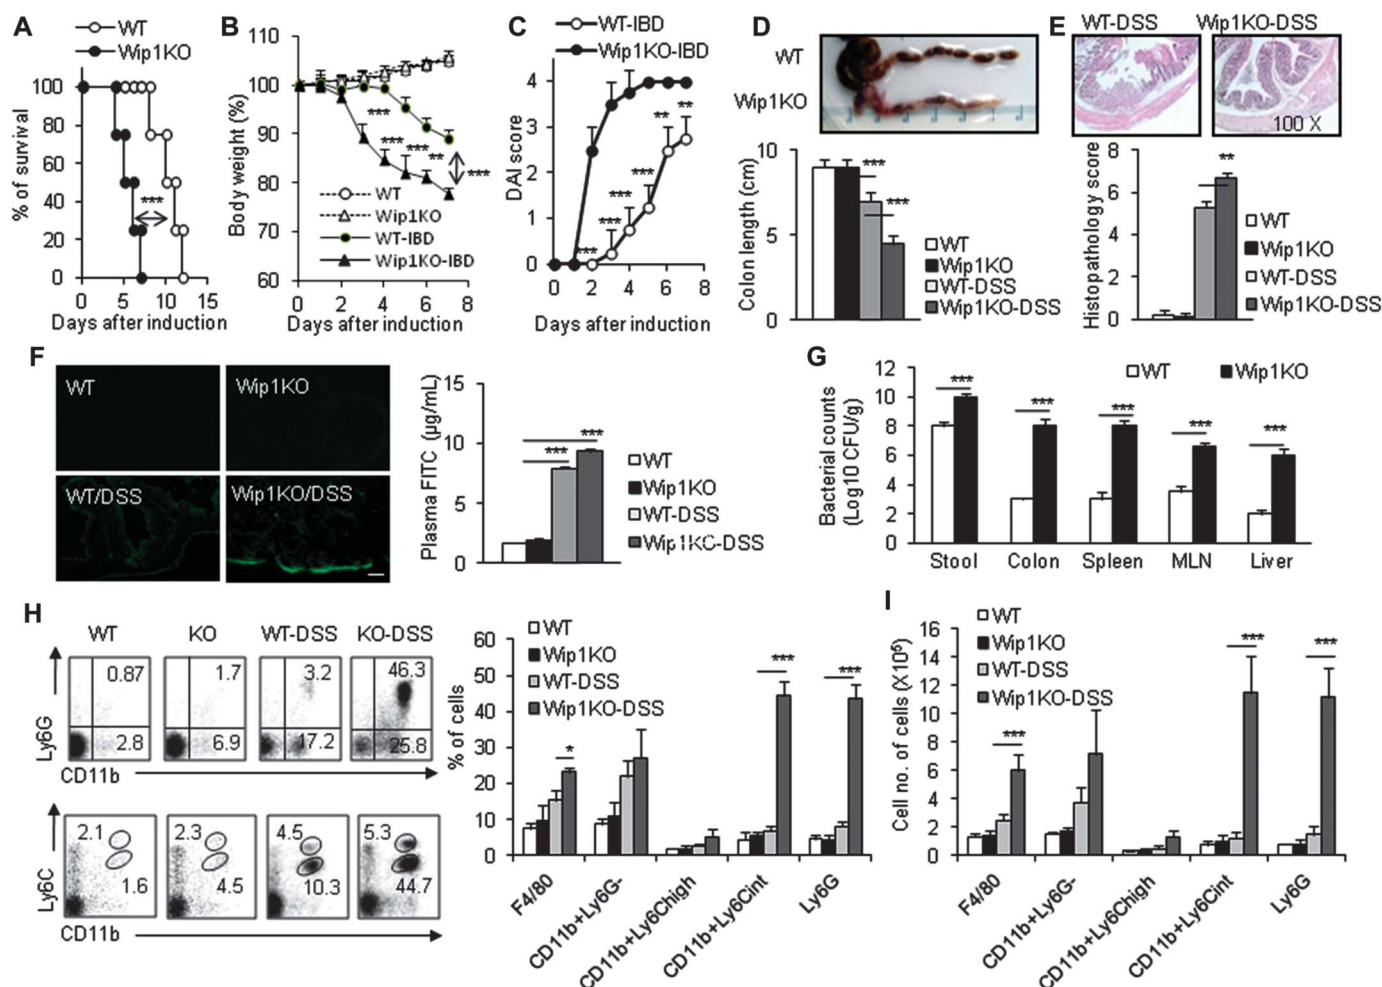 A
WT
Wip1KO
% of survival
100
80
60
40
20
0
***
0 5 10 15
Days after induction
B
Body weight (%)
110
100
90
80
70
60
***
***
***
**
***
WT
Wip1KO
WT-IBD
Wip1KO-IBD
0 2 4 6 8
Days after induction
C
WT-IBD
Wip1KO-IBD
DAI score
4
3
2
1
0
***
***
***
***
**
**
0 2 4 6 8
Days after induction
D
WT
Wip1KO
Colon length (cm)
10
5
0
***
***
WT
Wip1KO
WT-DSS
Wip1KO-DSS
E
WT-DSS Wip1KO-DSS
100 X
Histopathology score
8
6
4
2
0
**
WT
Wip1KO
WT-DSS
Wip1KO-DSS
F
WT
Wip1KO
WT/DSS
Wip1KO/DSS
Plasma FITC (µg/mL)
15
10
5
0
***
***
WT
Wip1KO
WT-DSS
Wip1KC-DSS
G
Bacterial counts
(Log10 CFU/g)
12
10
8
6
4
2
0
WT Wip1KO
***
***
***
***
***
Stool Colon Spleen MLN Liver
H
WT KO WT-DSS KO-DSS
0.87 1.7 3.2 46.3
2.8 6.9 17.2 25.8
Ly6G
CD11b
2.1 2.3 4.5 5.3
1.6 4.5 10.3 44.7
Ly6C
CD11b
% of cells
60
50
40
30
20
10
0
WT
Wip1KO
WT-DSS
Wip1KO-DSS
*
***
***
F4/80
CD11b+Ly6G-
CD11b+Ly6Chigh
CD11b+Ly6Cint
Ly6G
I
Cell no. of cells (X10⁶)
16
14
12
10
8
6
4
2
0
WT
Wip1KO
WT-DSS
Wip1KO-DSS
***
***
***
F4/80
CD11b+Ly6G-
CD11b+Ly6Chigh
CD11b+Ly6Cint
Ly6G